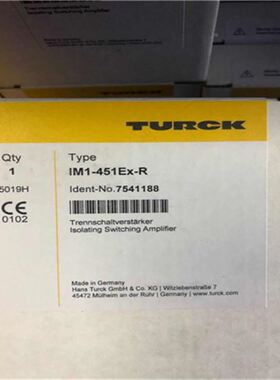 TURCK
Qty
1
5019H
CE
0102
Type
IM1-451Ex-R
Ident-No.7541188
Trennschaltverstärker
Isolating Switching Amplifier
Made in Germany
Hans Turck GmbH & Co. KG | Witzlebenstraße 7
45472 Mülheim an der Ruhr | Germany | www.turck.com